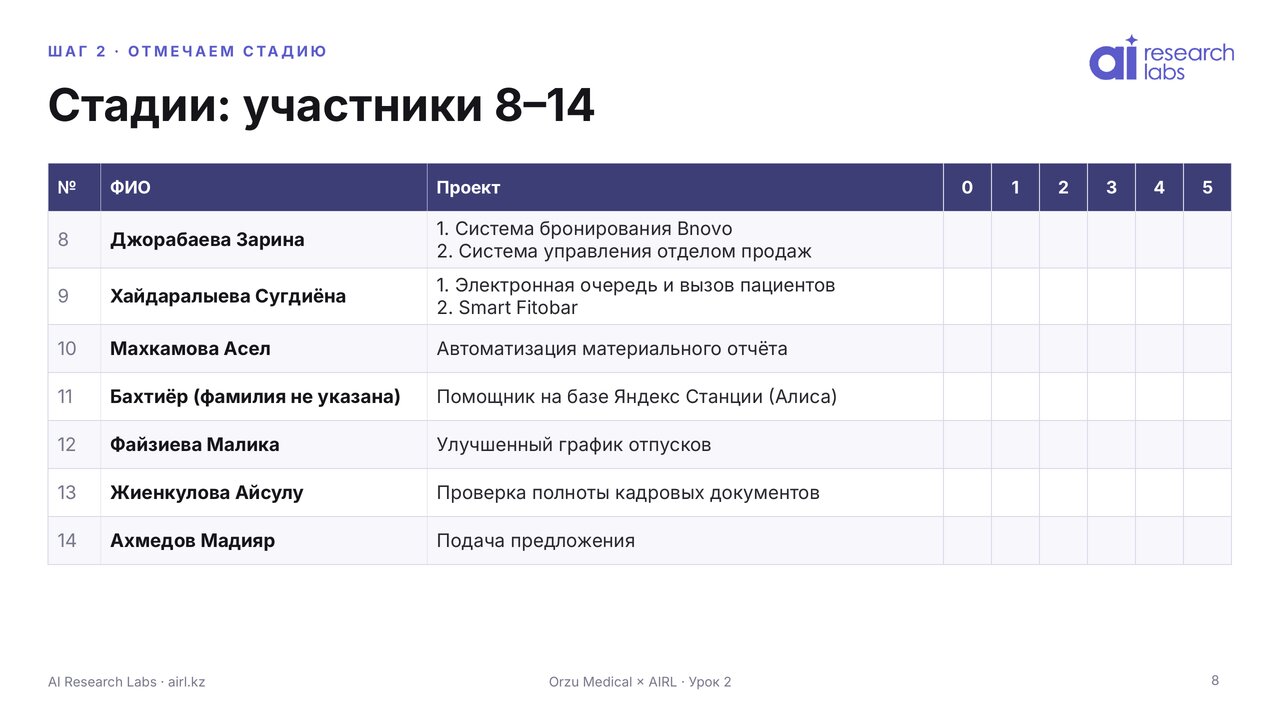 ШАГ 2 · ОТМЕЧАЕМ СТАДИЮ
ai research
labs
Стадии: участники 8–14
№ ФИО Проект 0 1 2 3 4 5
8 Джорабаева Зарина 1. Система бронирования Bnovo
2. Система управления отделом продаж
9 Хайдаралыева Сугдиёна 1. Электронная очередь и вызов пациентов
2. Smart Fitobar
10 Махкамова Асел Автоматизация материального отчёта
11 Бахтиёр (фамилия не указана) Помощник на базе Яндекс Станции (Алиса)
12 Файзиева Малика Улучшенный график отпусков
13 Жиенкулова Айсулу Проверка полноты кадровых документов
14 Ахмедов Мадияр Подача предложения
AI Research Labs · airl.kz Orzu Medical × AIRL · Урок 2 8